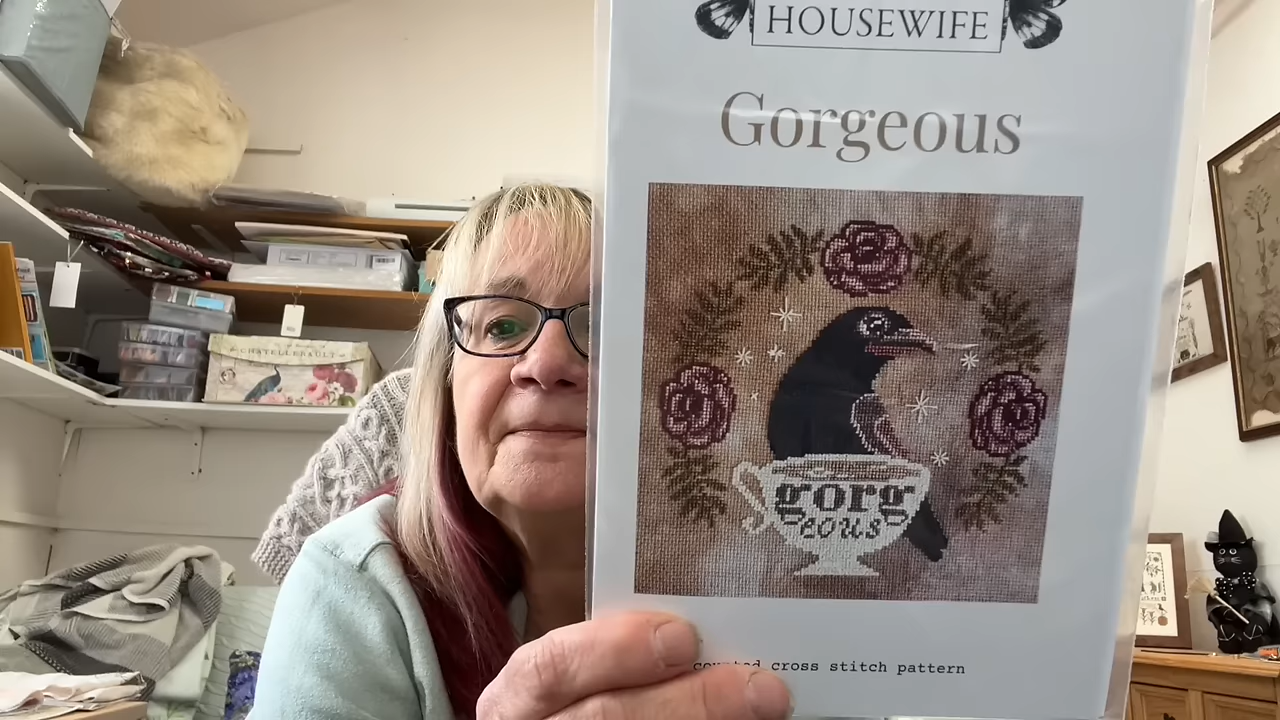 HOUSEWIFE
Gorgeous
gorg
eous
counted cross stitch pattern
CHATELLERAULT